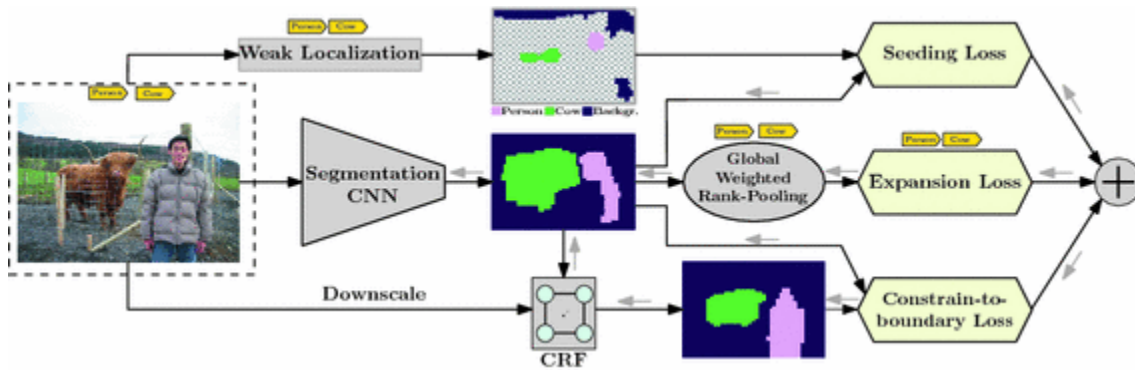 Person Cow
Weak Localization
Person Cow
Person Cow Backgr.
Seeding Loss
Segmentation
CNN
Person Cow
Global
Weighted
Rank-Pooling
Person Cow
Expansion Loss
Downscale
CRF
Constrain-to-
boundary Loss